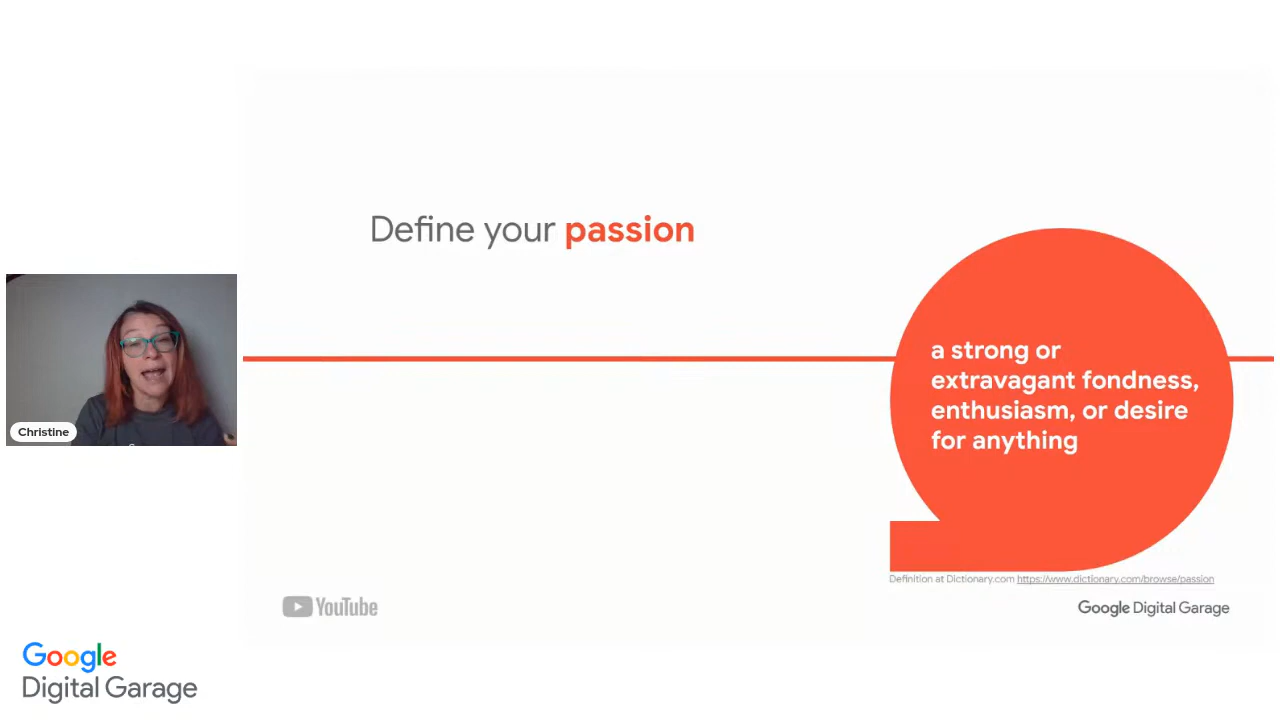 Define your passion
a strong or
extravagant fondness,
enthusiasm, or desire
for anything
Christine
Definition at Dictionary.com https://www.dictionary.com/browse/passion
YouTube
Google Digital Garage
Google
Digital Garage